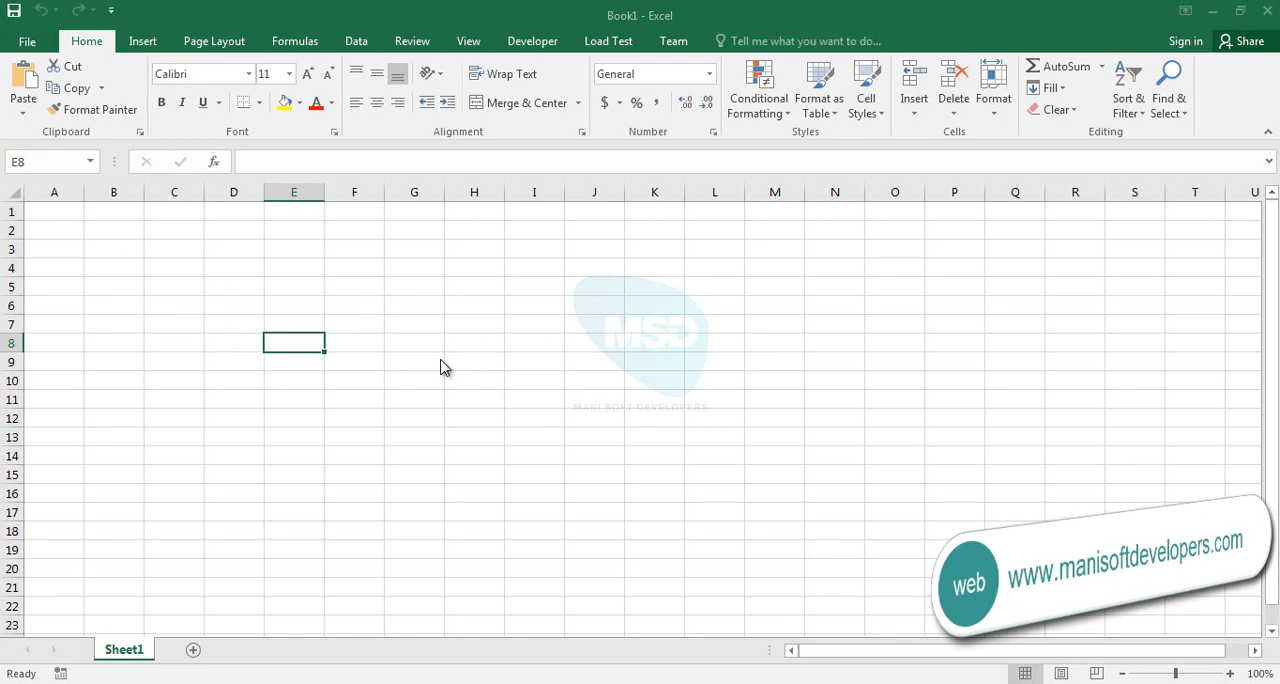 Book1 - Excel
File Home Insert Page Layout Formulas Data Review View Developer Load Test Team Tell me what you want to do... Sign in Share
Paste
Cut
Copy
Format Painter
Clipboard
Calibri 11
B I U A
Font
Wrap Text
Merge & Center
Alignment
General
$ % ,
Number
Conditional Formatting
Format as Table
Cell Styles
Styles
Insert Delete Format
Cells
AutoSum
Fill
Clear
Sort & Filter
Find & Select
Editing
E8 fx
A B C D E F G H I J K L M N O P Q R S T U
1
2
3
4
5
6
7
8
9
10
11
12
13
14
15
16
17
18
19
20
21
22
23
MSD
MANI SOFT DEVELOPERS
web www.manisoftdevelopers.com
Sheet1
Ready 100%